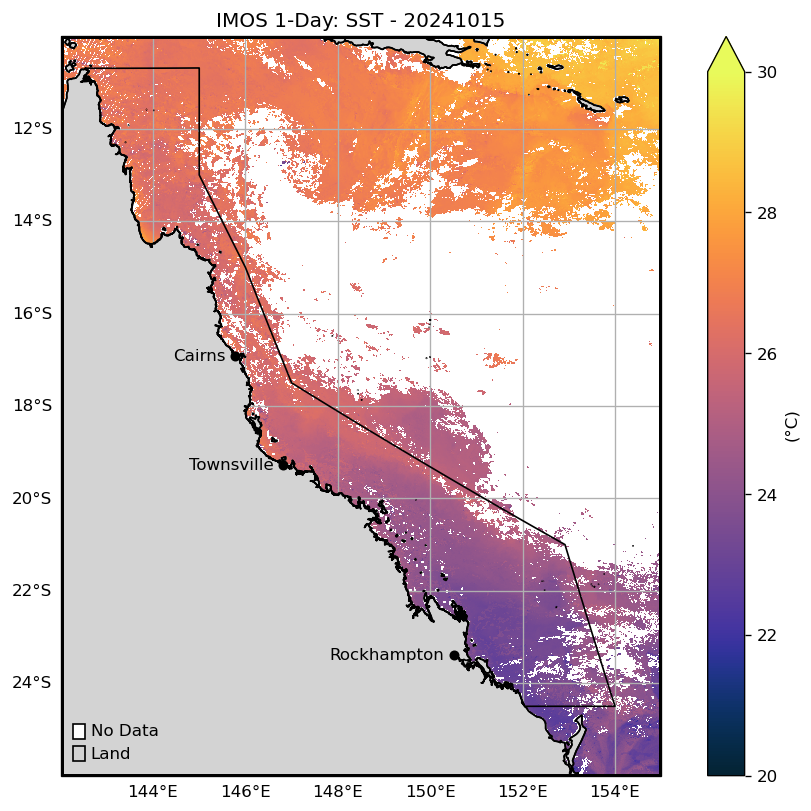 IMOS 1-Day: SST - 20241015
30
12°S
28
14°S
16°S
Cairns
26
(°C)
18°S
Townsville
24
20°S
22°S
22
Rockhampton
24°S
No Data
Land
20
144°E 146°E 148°E 150°E 152°E 154°E